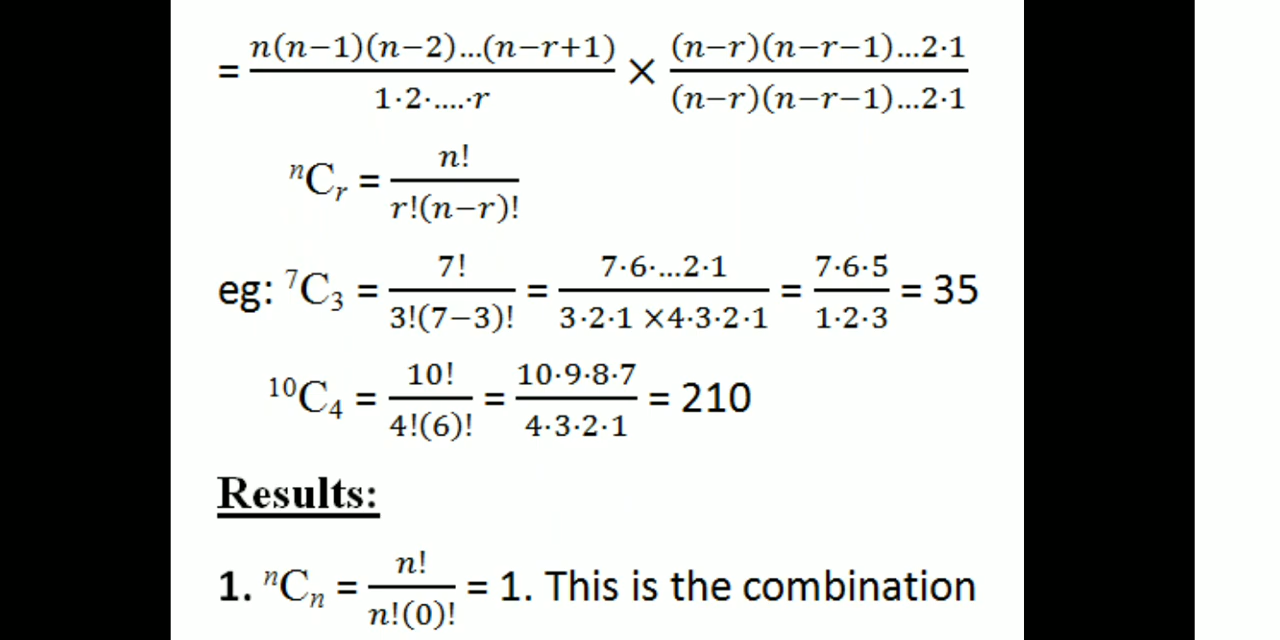 = n(n−1)(n−2)...(n−r+1) / 1·2·....·r × (n−r)(n−r−1)...2·1 / (n−r)(n−r−1)...2·1
ⁿCᵣ = n! / r!(n−r)!
eg: ⁷C₃ = 7! / 3!(7−3)! = 7·6·...2·1 / 3·2·1 ×4·3·2·1 = 7·6·5 / 1·2·3 = 35
¹⁰C₄ = 10! / 4!(6)! = 10·9·8·7 / 4·3·2·1 = 210
Results:
1. ⁿCₙ = n! / n!(0)! = 1. This is the combination